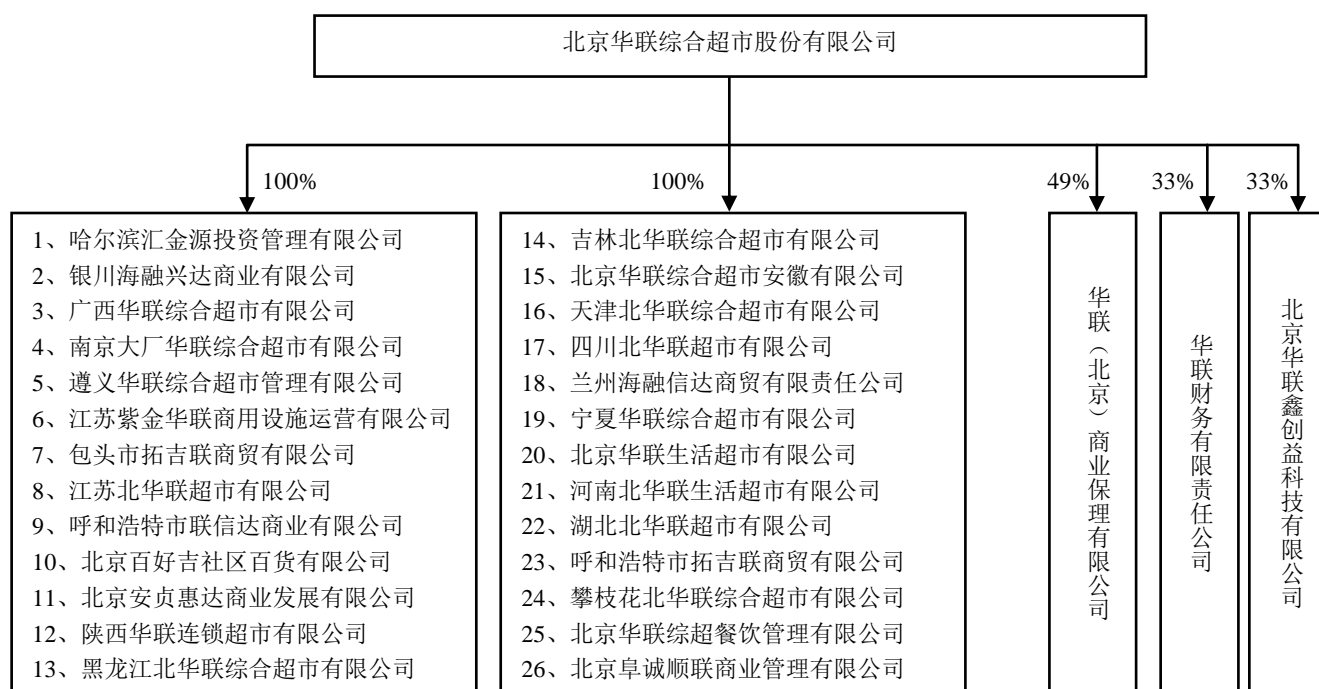 北京华联综合超市股份有限公司
100%
100%
49%
33%
33%
1、哈尔滨汇金源投资管理有限公司
2、银川海融兴达商业有限公司
3、广西华联综合超市有限公司
4、南京大厂华联综合超市有限公司
5、遵义华联综合超市管理有限公司
6、江苏紫金华联商用设施运营有限公司
7、包头市拓吉联商贸有限公司
8、江苏北华联超市有限公司
9、呼和浩特市联信达商业有限公司
10、北京百好吉社区百货有限公司
11、北京安贞惠达商业发展有限公司
12、陕西华联连锁超市有限公司
13、黑龙江北华联综合超市有限公司
14、吉林北华联综合超市有限公司
15、北京华联综合超市安徽有限公司
16、天津北华联综合超市有限公司
17、四川北华联超市有限公司
18、兰州海融信达商贸有限责任公司
19、宁夏华联综合超市有限公司
20、北京华联生活超市有限公司
21、河南北华联生活超市有限公司
22、湖北北华联超市有限公司
23、呼和浩特市拓吉联商贸有限公司
24、攀枝花北华联综合超市有限公司
25、北京华联综超餐饮管理有限公司
26、北京阜诚顺联商业管理有限公司
华联（北京）商业保理有限公司
华联财务有限责任公司
北京华联鑫创益科技有限公司